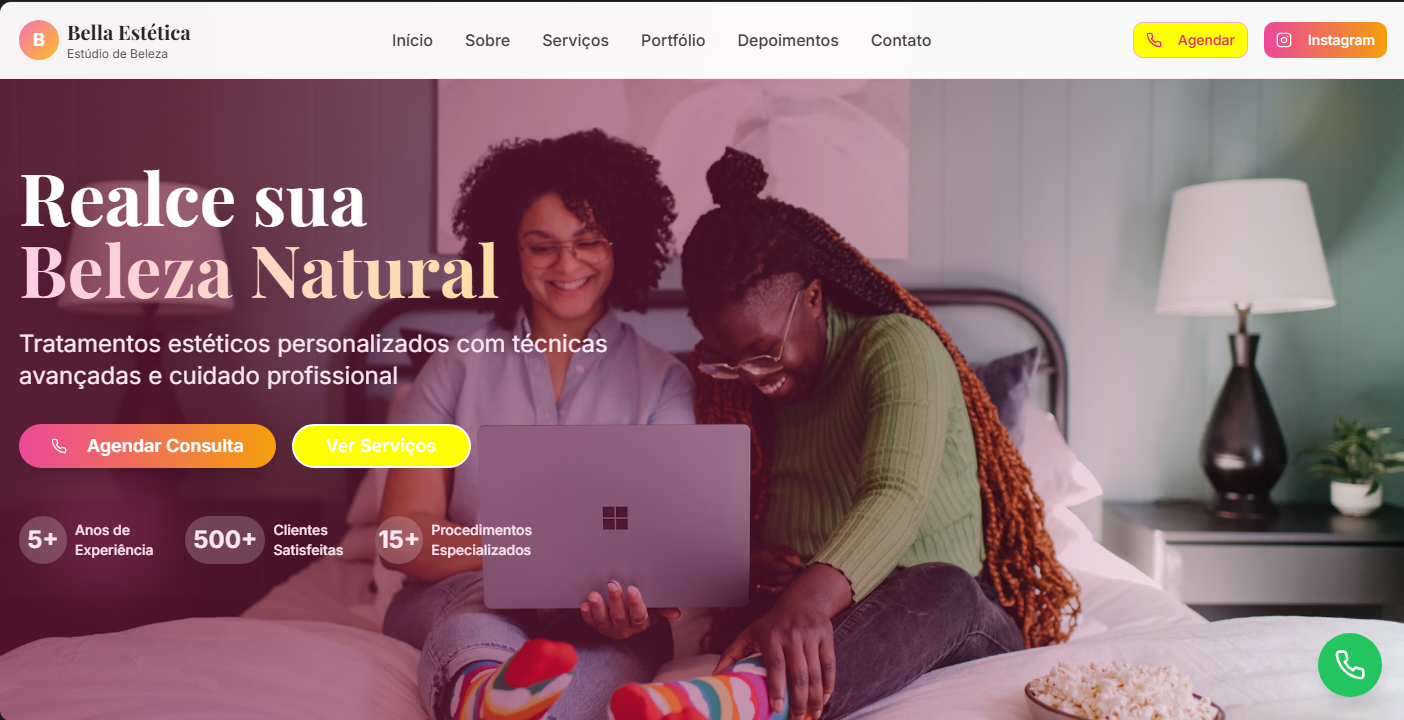 B
Bella Estética
Estúdio de Beleza
Início
Sobre
Serviços
Portfólio
Depoimentos
Contato
Agendar
Instagram
Realce sua
Beleza Natural
Tratamentos estéticos personalizados com técnicas
avançadas e cuidado profissional
Agendar Consulta
Ver Serviços
5+
Anos de
Experiência
500+
Clientes
Satisfeitas
15+
Procedimentos
Especializados